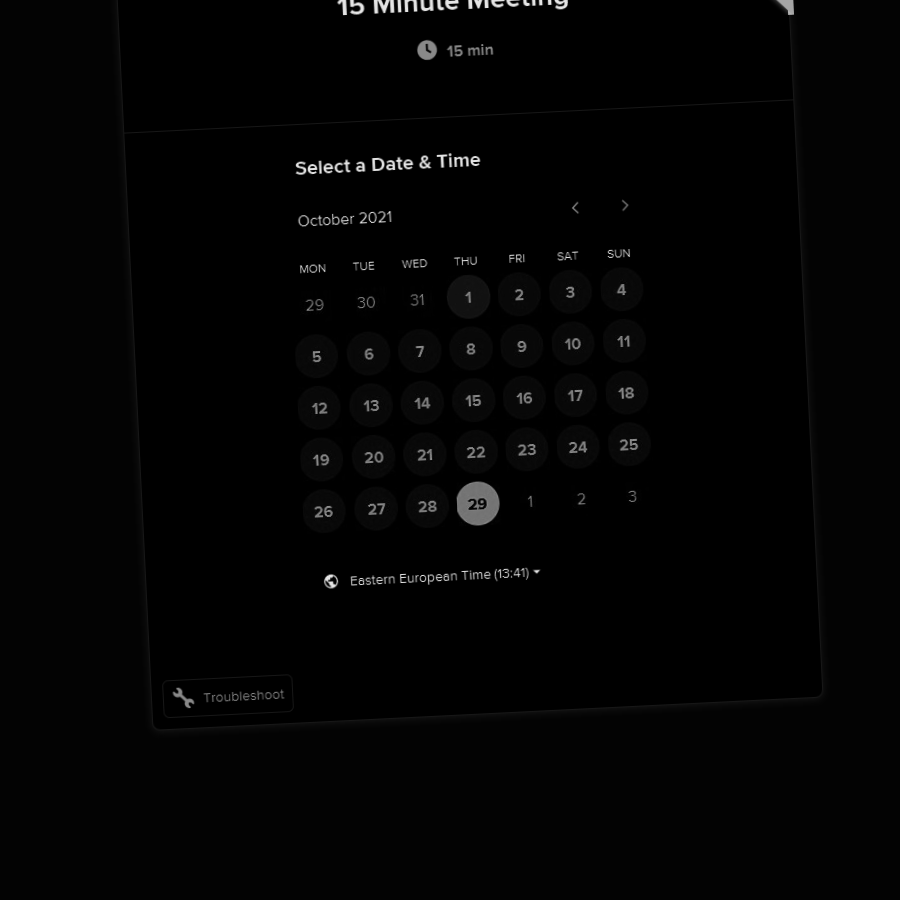 15 Minute Meeting
15 min
Select a Date & Time
October 2021
MON TUE WED THU FRI SAT SUN
29 30 31 1 2 3 4
5 6 7 8 9 10 11
12 13 14 15 16 17 18
19 20 21 22 23 24 25
26 27 28 29 1 2 3
Eastern European Time (13:41)
Troubleshoot